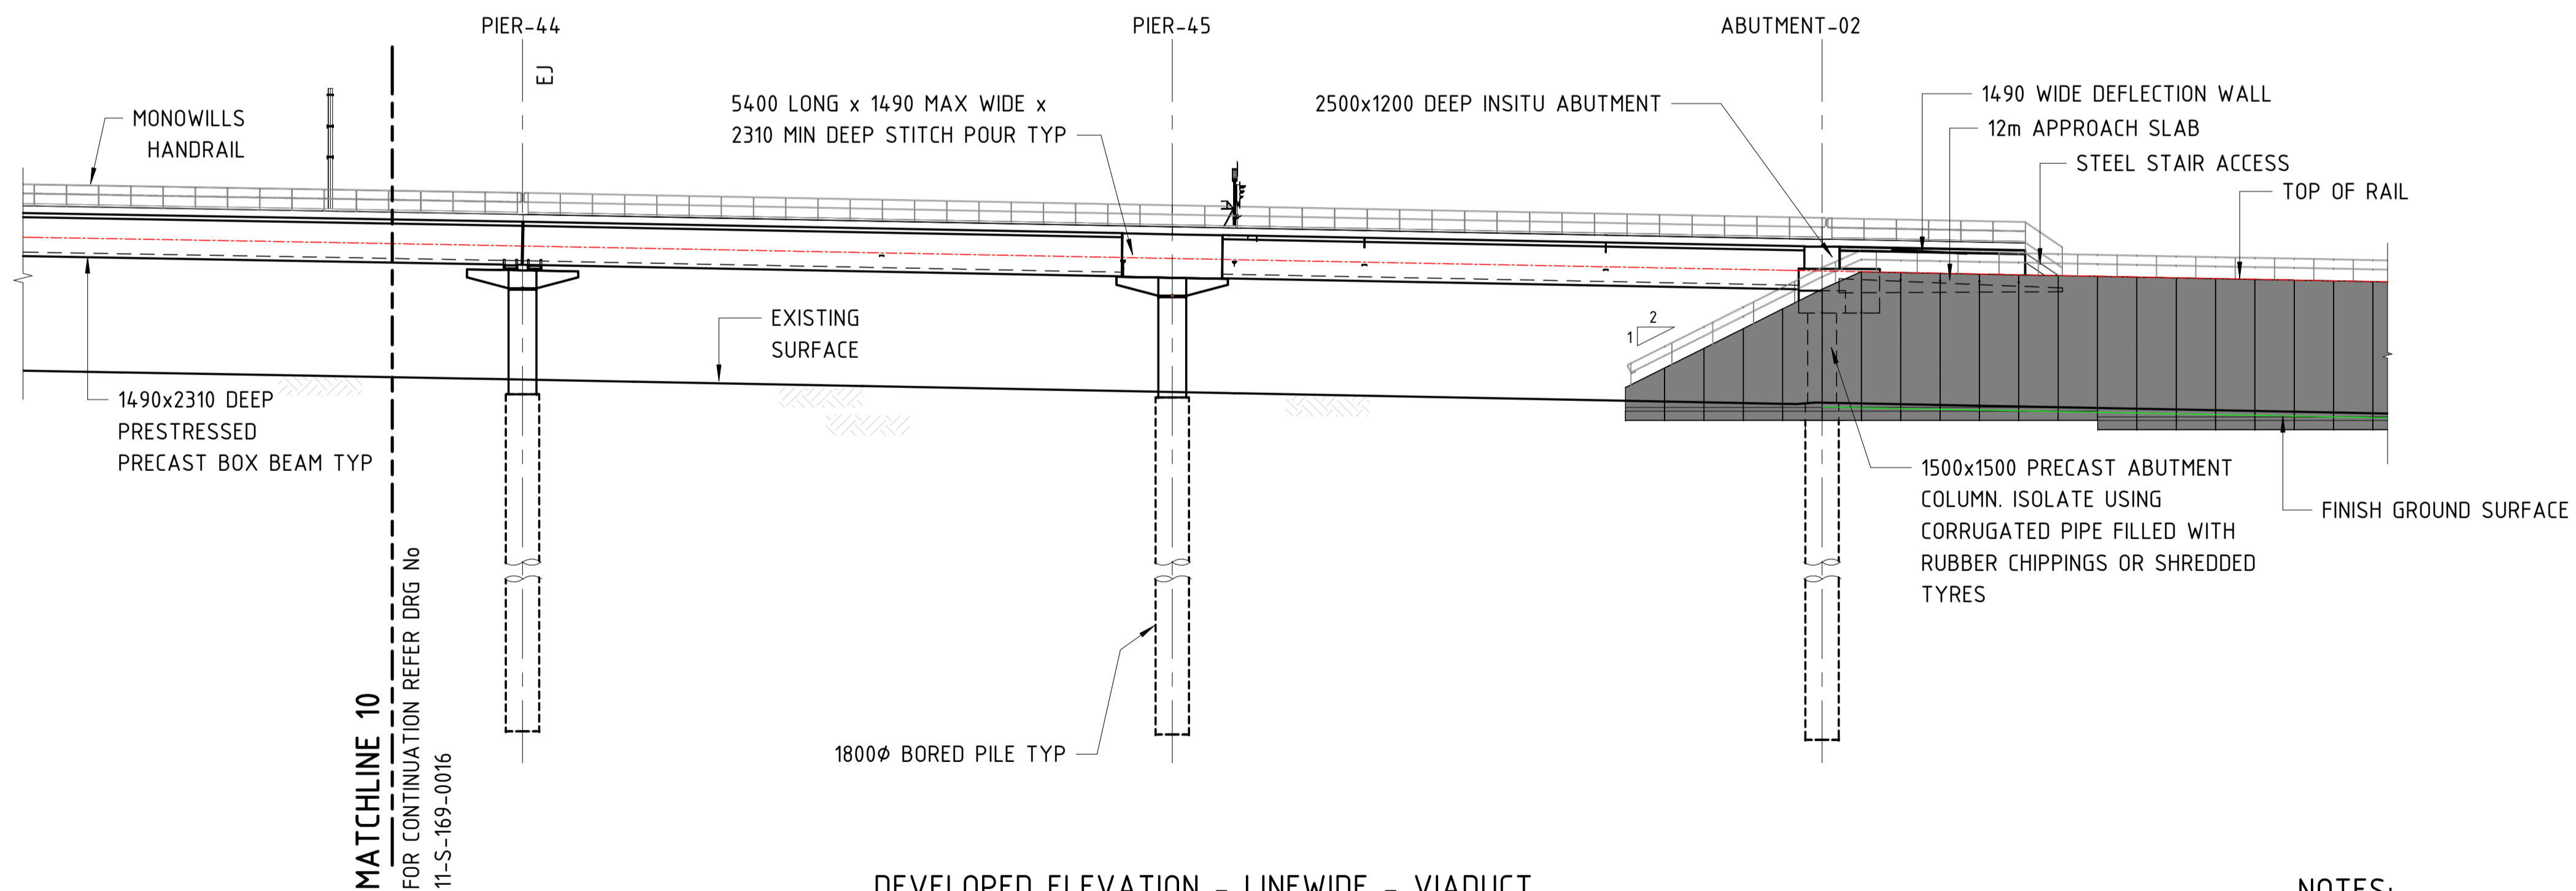 PIER-44
PIER-45
ABUTMENT-02
EJ
MONOWILLS
HANDRAIL
5400 LONG x 1490 MAX WIDE x
2310 MIN DEEP STITCH POUR TYP
2500x1200 DEEP INSITU ABUTMENT
1490 WIDE DEFLECTION WALL
12m APPROACH SLAB
STEEL STAIR ACCESS
TOP OF RAIL
EXISTING
SURFACE
2
1
1490x2310 DEEP
PRESTRESSED
PRECAST BOX BEAM TYP
1500x1500 PRECAST ABUTMENT
COLUMN. ISOLATE USING
CORRUGATED PIPE FILLED WITH
RUBBER CHIPPINGS OR SHREDDED
TYRES
FINISH GROUND SURFACE
1800Ø BORED PILE TYP
MATCHLINE 10
FOR CONTINUATION REFER DRG No
11-S-169-0016
DEVELOPED ELEVATION - LINEWIDE - VIADUCT
NOTES: